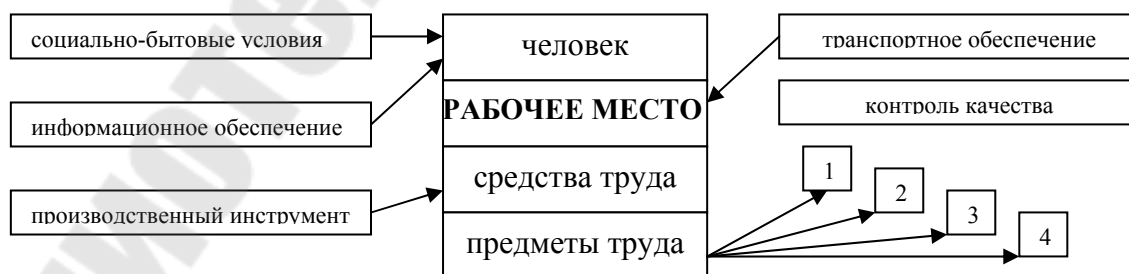 социально-бытовые условия
информационное обеспечение
производственный инструмент
человек
РАБОЧЕЕ МЕСТО
средства труда
предметы труда
транспортное обеспечение
контроль качества
1
2
3
4